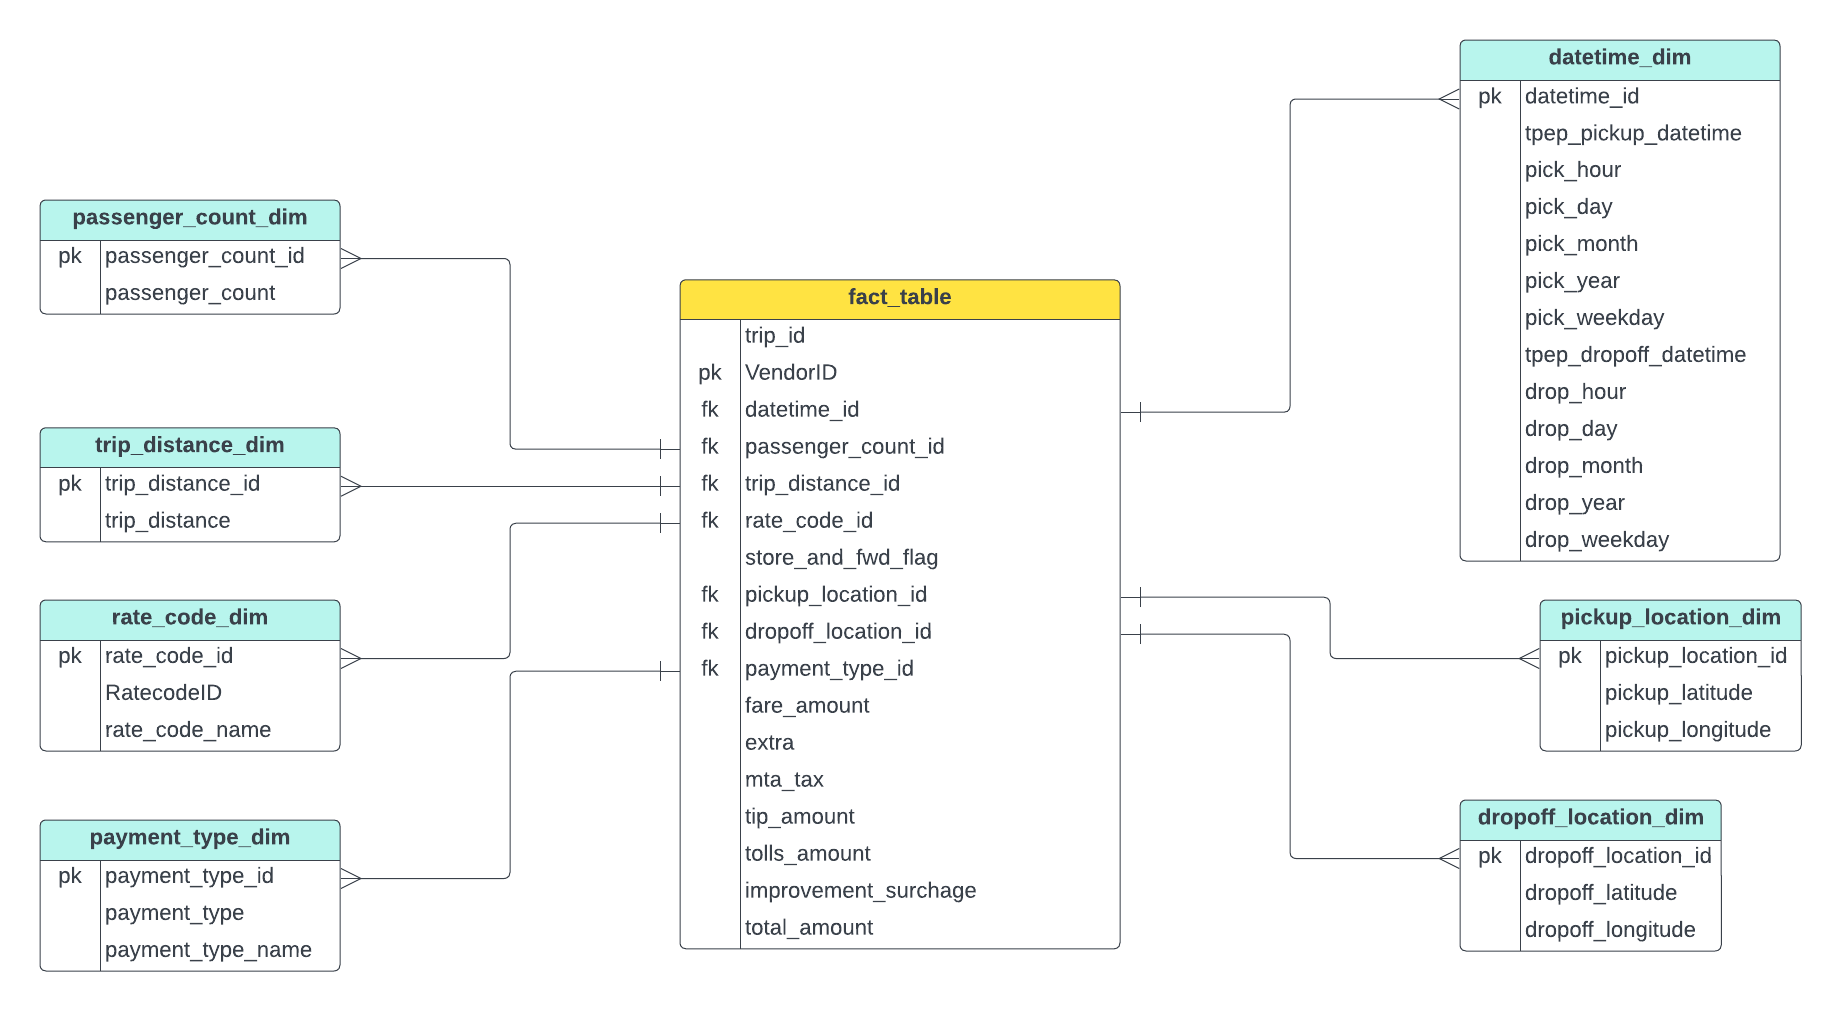 passenger_count_dim
pk passenger_count_id
passenger_count
trip_distance_dim
pk trip_distance_id
trip_distance
rate_code_dim
pk rate_code_id
RatecodeID
rate_code_name
payment_type_dim
pk payment_type_id
payment_type
payment_type_name
fact_table
trip_id
pk VendorID
fk datetime_id
fk passenger_count_id
fk trip_distance_id
fk rate_code_id
store_and_fwd_flag
fk pickup_location_id
fk dropoff_location_id
fk payment_type_id
fare_amount
extra
mta_tax
tip_amount
tolls_amount
improvement_surchage
total_amount
datetime_dim
pk datetime_id
tpep_pickup_datetime
pick_hour
pick_day
pick_month
pick_year
pick_weekday
tpep_dropoff_datetime
drop_hour
drop_day
drop_month
drop_year
drop_weekday
pickup_location_dim
pk pickup_location_id
pickup_latitude
pickup_longitude
dropoff_location_dim
pk dropoff_location_id
dropoff_latitude
dropoff_longitude